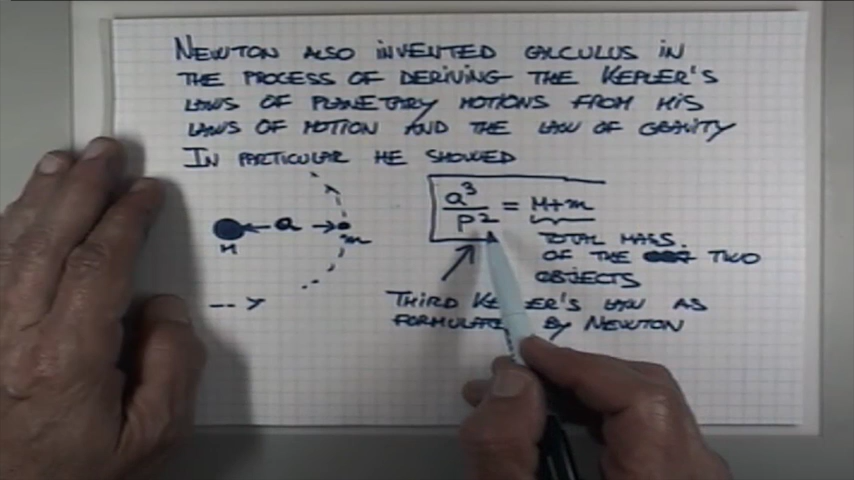 NEWTON ALSO INVENTED CALCULUS IN
THE PROCESS OF DERIVING THE KEPLER'S
LAWS OF PLANETARY MOTIONS FROM HIS
LAWS OF MOTION AND THE LAW OF GRAVITY
IN PARTICULAR HE SHOWED
a³/P² = M+m
a
M
m
TOTAL MASS
OF THE TWO
OBJECTS
THIRD KEPLER'S LAW AS
FORMULATED BY NEWTON